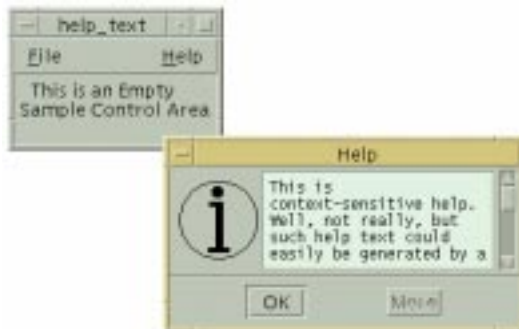 help_text
File Help
This is an Empty
Sample Control Area
Help
This is
context-sensitive help.
Well, not really, but
such help text could
easily be generated by a
OK More